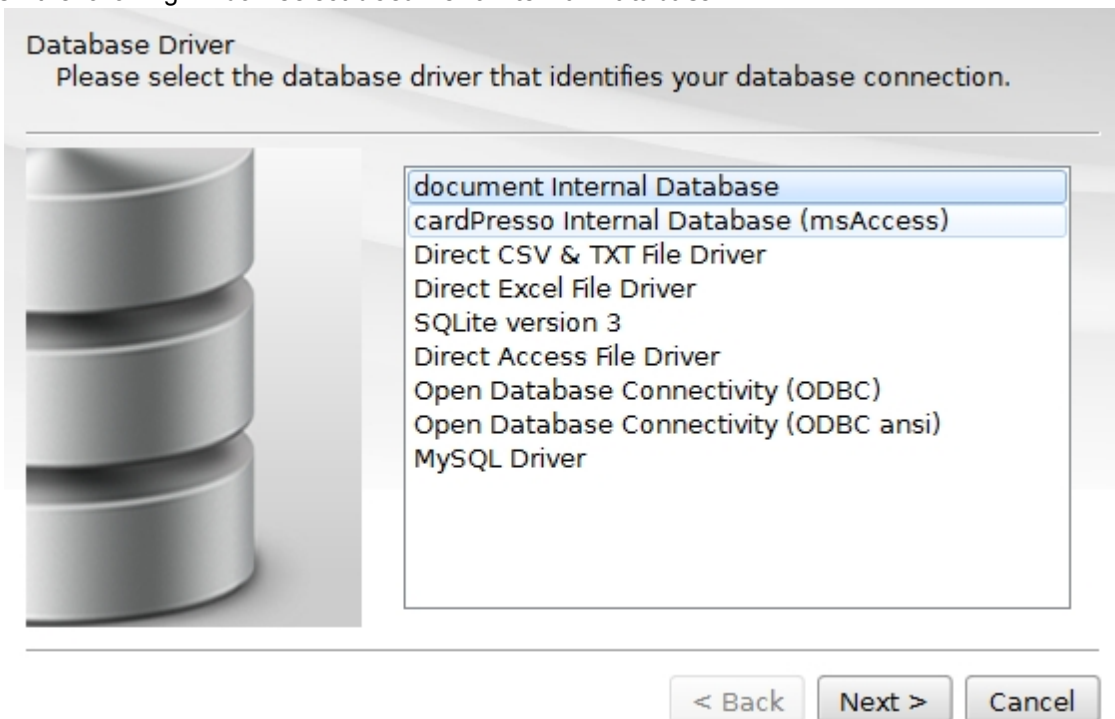 Database Driver
Please select the database driver that identifies your database connection.
document Internal Database
cardPresso Internal Database (msAccess)
Direct CSV & TXT File Driver
Direct Excel File Driver
SQLite version 3
Direct Access File Driver
Open Database Connectivity (ODBC)
Open Database Connectivity (ODBC ansi)
MySQL Driver
< Back Next > Cancel